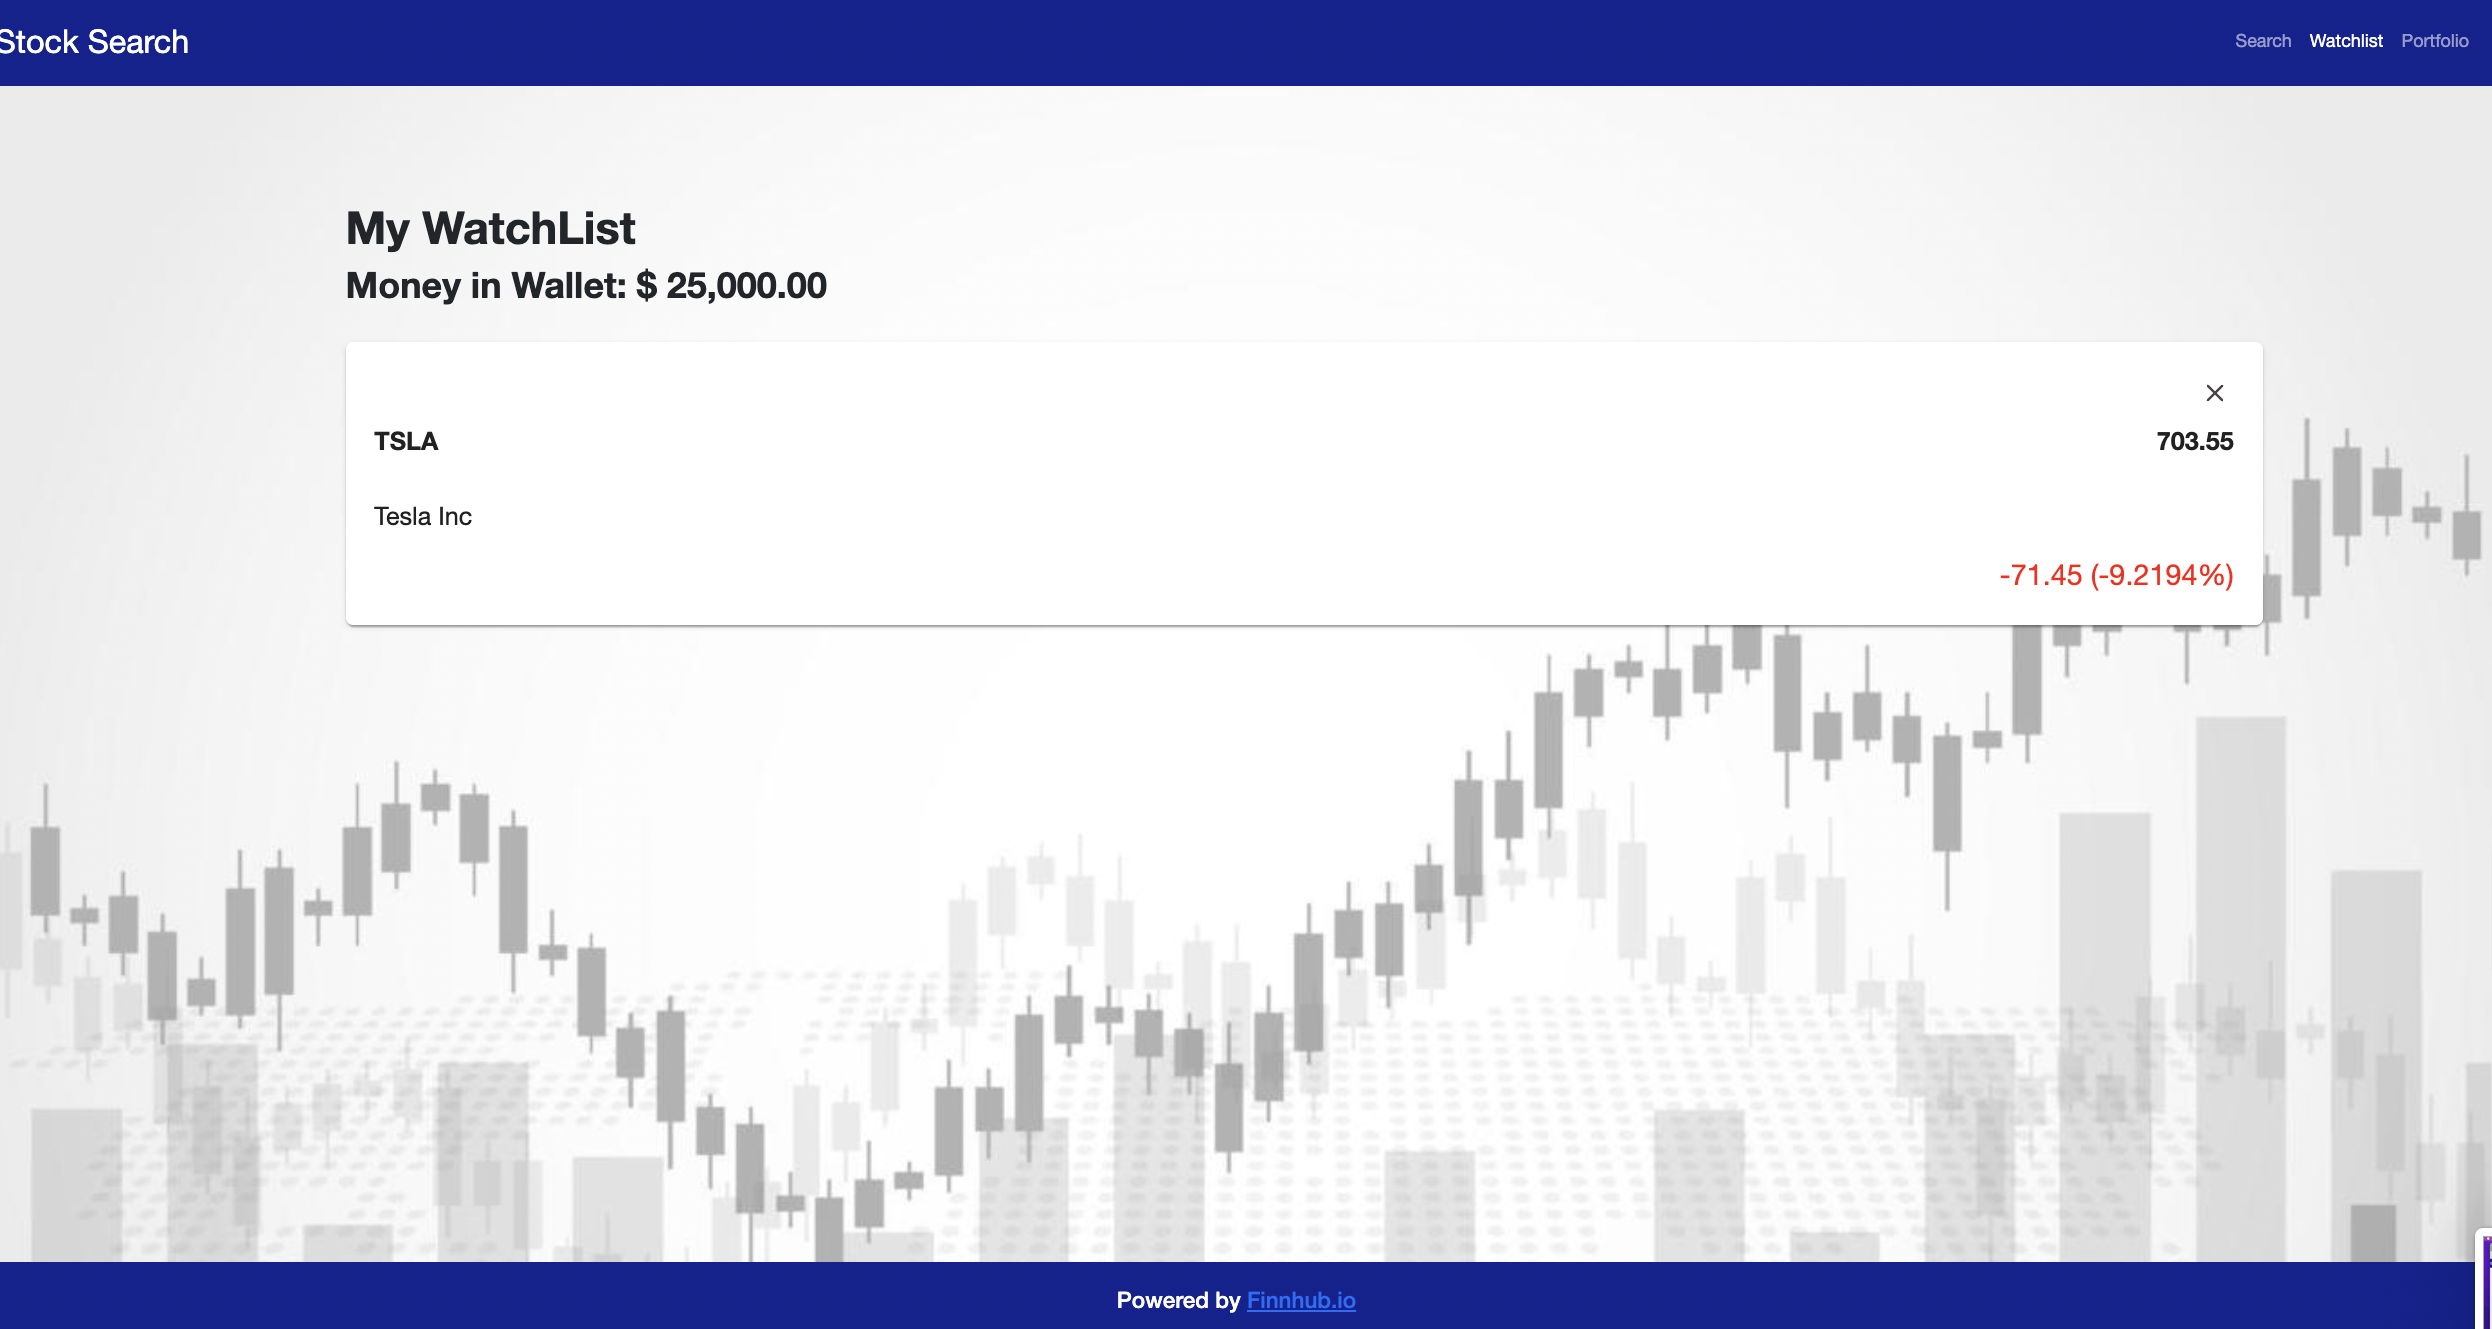 Stock Search
Search Watchlist Portfolio
My WatchList
Money in Wallet: $ 25,000.00
TSLA 703.55
Tesla Inc
-71.45 (-9.2194%)
Powered by Finnhub.io